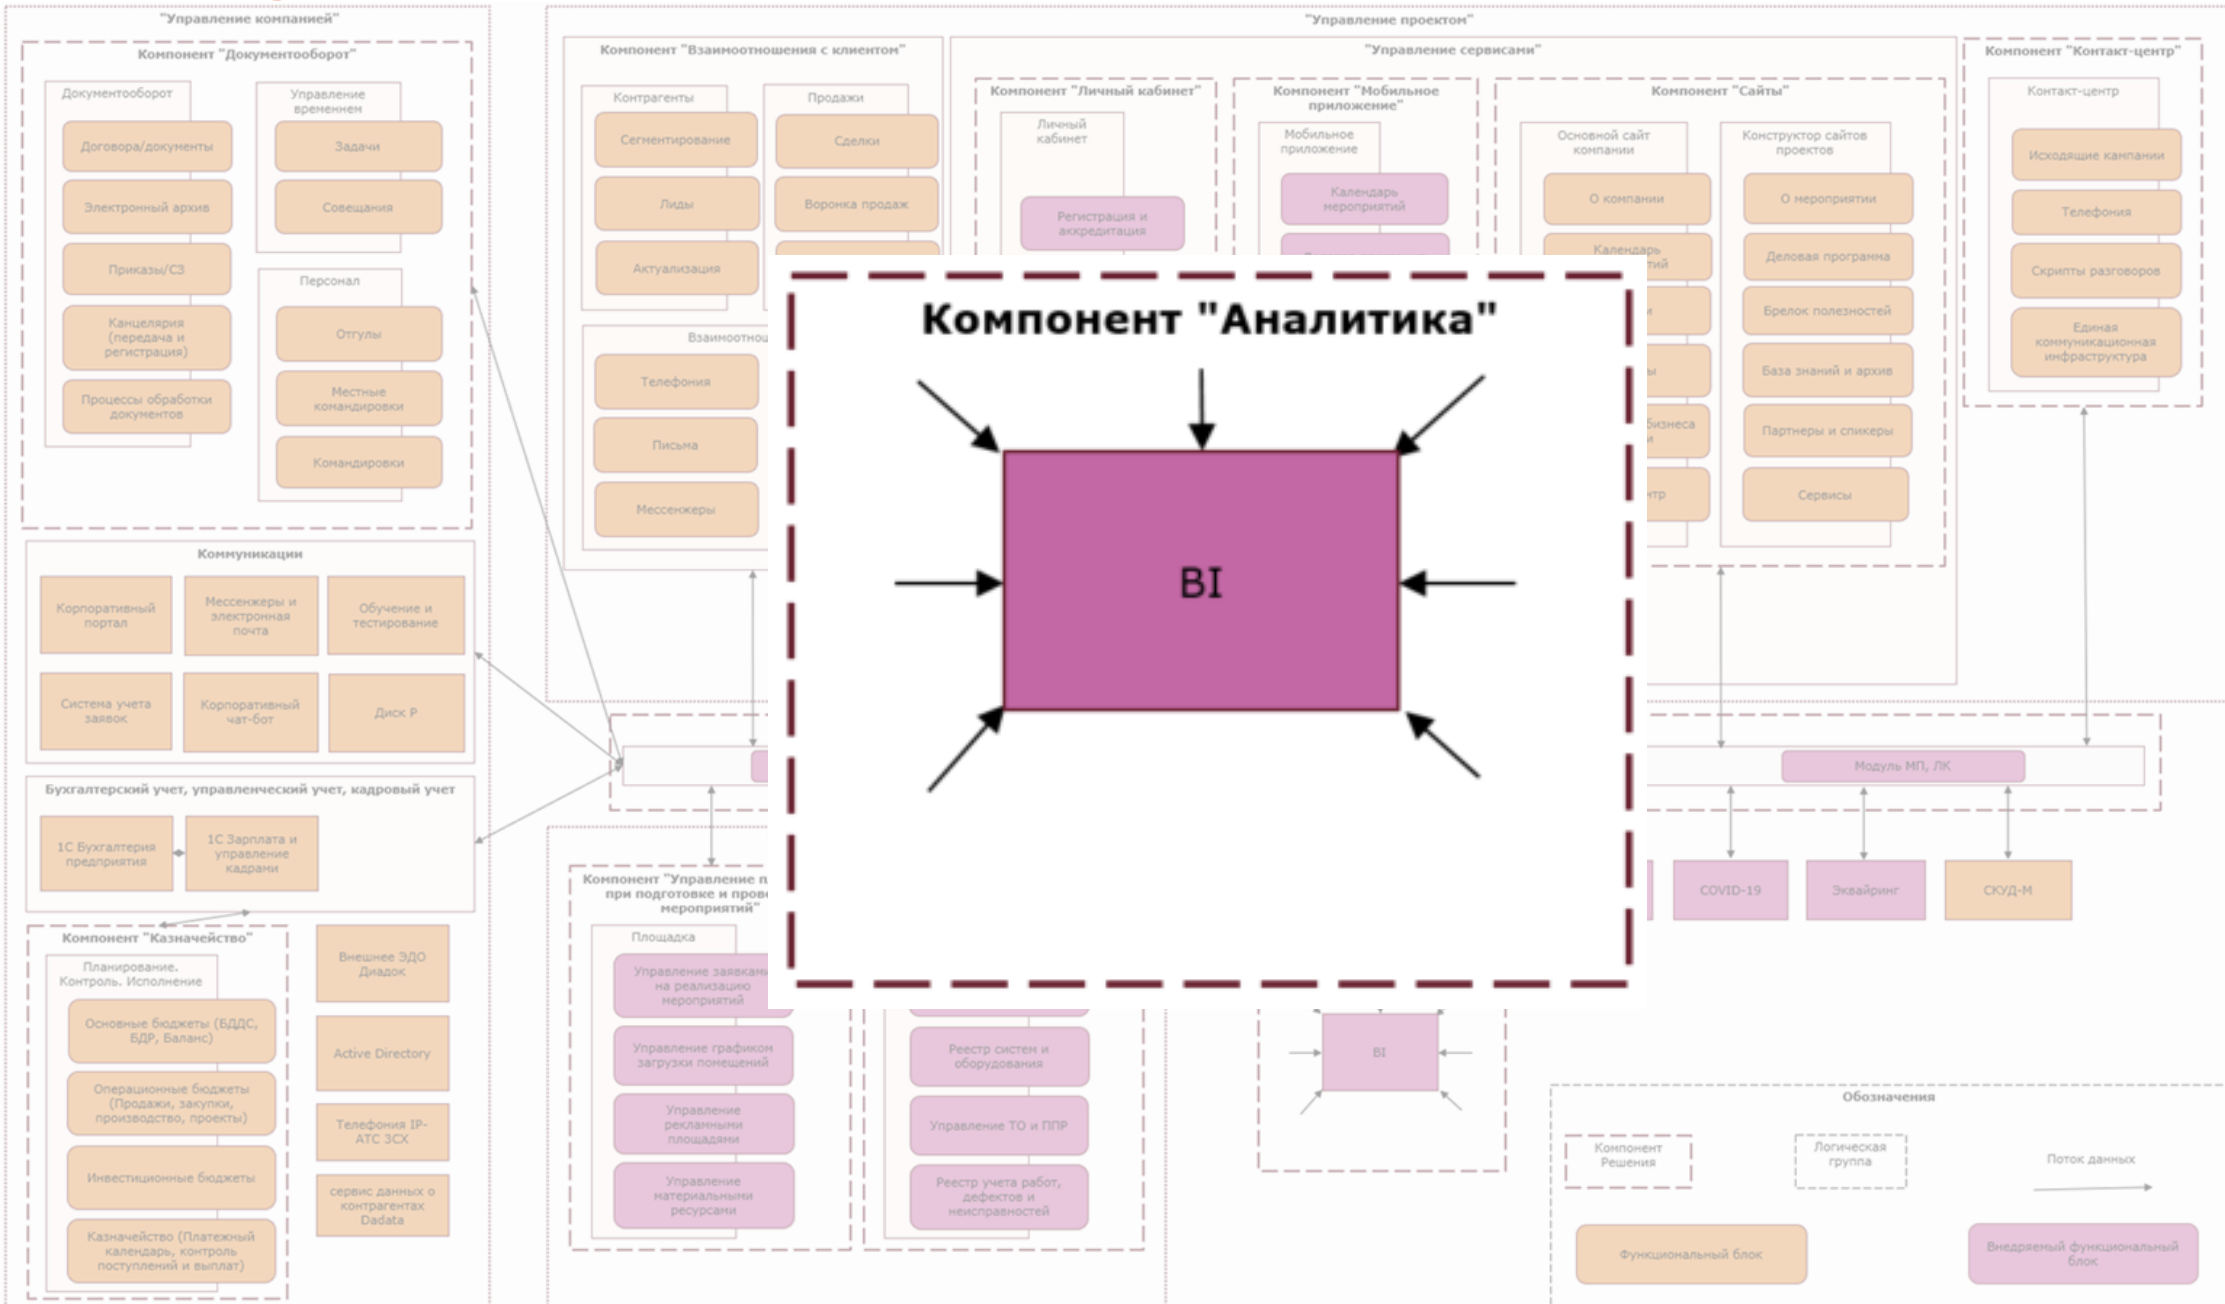 "Управление компанией"
Компонент "Документооборот"
Документооборот
Договора/документы
Электронный архив
Приказы/СЗ
Канцелярия
(передача и
регистрация)
Процессы обработки
документов
Управление
временем
Задачи
Совещания
Персонал
Отгулы
Местные
командировки
Командировки
Коммуникации
Корпоративный
портал
Мессенжеры и
электронная
почта
Обучение и
тестирование
Система учета
заявок
Корпоративный
чат-бот
Диск Р
Бухгалтерский учет, управленческий учет, кадровый учет
1С Бухгалтерия
предприятия
1С Зарплата и
управление
кадрами
Компонент "Казначейство"
Планирование.
Контроль. Исполнение
Основные бюджеты (БДДС,
БДР, Баланс)
Операционные бюджеты
(Продажи, закупки,
производство, проекты)
Инвестиционные бюджеты
Казначейство (Платежный
календарь, контроль
поступлений и выплат)
Внешнее ЭДО
Диадок
Active Directory
Телефония IP-
АТС 3CX
сервис данных о
контрагентах
Dadata
"Управление проектом"
Компонент "Взаимоотношения с клиентом"
Контрагенты
Сегментирование
Лиды
Актуализация
Продажи
Сделки
Воронка продаж
Телефония
Письма
Мессенжеры
"Управление сервисами"
Компонент "Личный кабинет"
Личный
кабинет
Регистрация и
аккредитация
Компонент "Мобильное
приложение"
Мобильное
приложение
Календарь
мероприятий
Компонент "Сайты"
Основной сайт
компании
О компании
Календарь
Конструктор сайтов
проектов
О мероприятии
Деловая программа
Брелок полезностей
База знаний и архив
Партнеры и спикеры
Сервисы
Компонент "Контакт-центр"
Контакт-центр
Исходящие кампании
Телефония
Скрипты разговоров
Единая
коммуникационная
инфраструктура
Компонент "Аналитика"
BI
Модуль МП, ЛК
COVID-19
Эквайринг
СКУД-М
Компонент "Управление
при подготовке и
мероприятий"
Площадка
Управление заявками
на реализацию
мероприятий
Управление графиком
загрузки помещений
Управление
рекламными
площадями
Управление
материальными
ресурсами
Реестр систем и
оборудования
Управление ТО и ППР
Реестр учета работ,
дефектов и
неисправностей
BI
Обозначения
Компонент
Решения
Логическая
группа
Поток данных
Функциональный блок
Внедряемый функциональный
блок